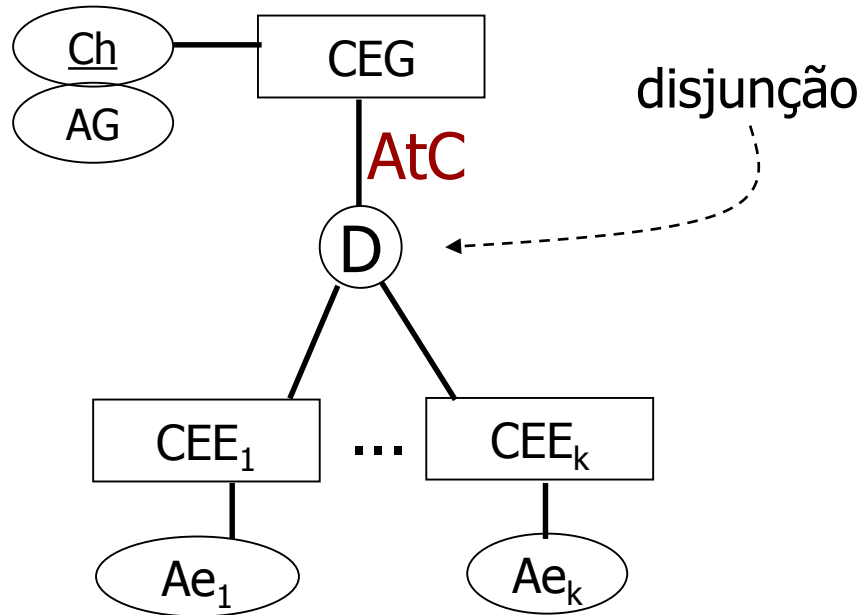 Ch
CEG
AG
disjunção
AtC
D
CEE₁
...
CEEₖ
Ae₁
Aeₖ